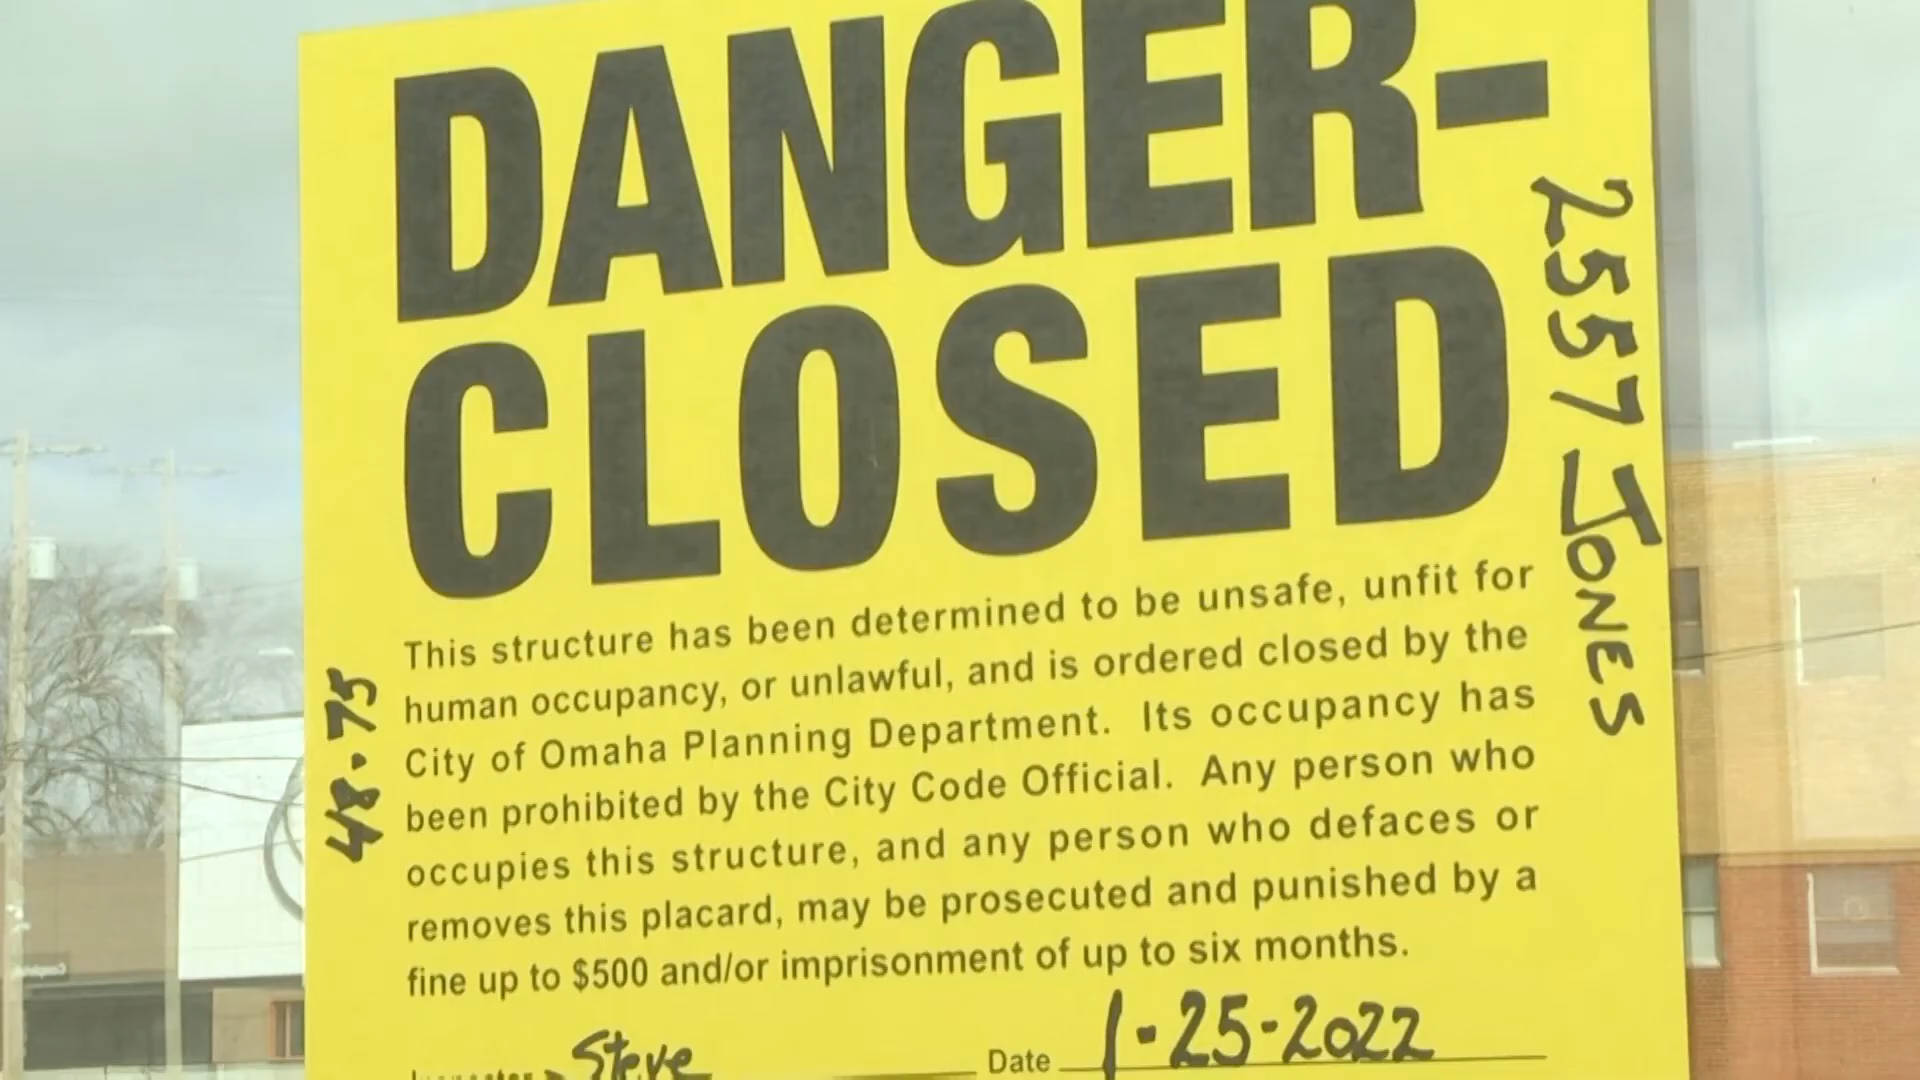 DANGER-
CLOSED
2557 JONES
48.75
This structure has been determined to be unsafe, unfit for
human occupancy, or unlawful, and is ordered closed by the
City of Omaha Planning Department. Its occupancy has
been prohibited by the City Code Official. Any person who
occupies this structure, and any person who defaces or
removes this placard, may be prosecuted and punished by a
fine up to $500 and/or imprisonment of up to six months.
Steve
Date 1-25-2022